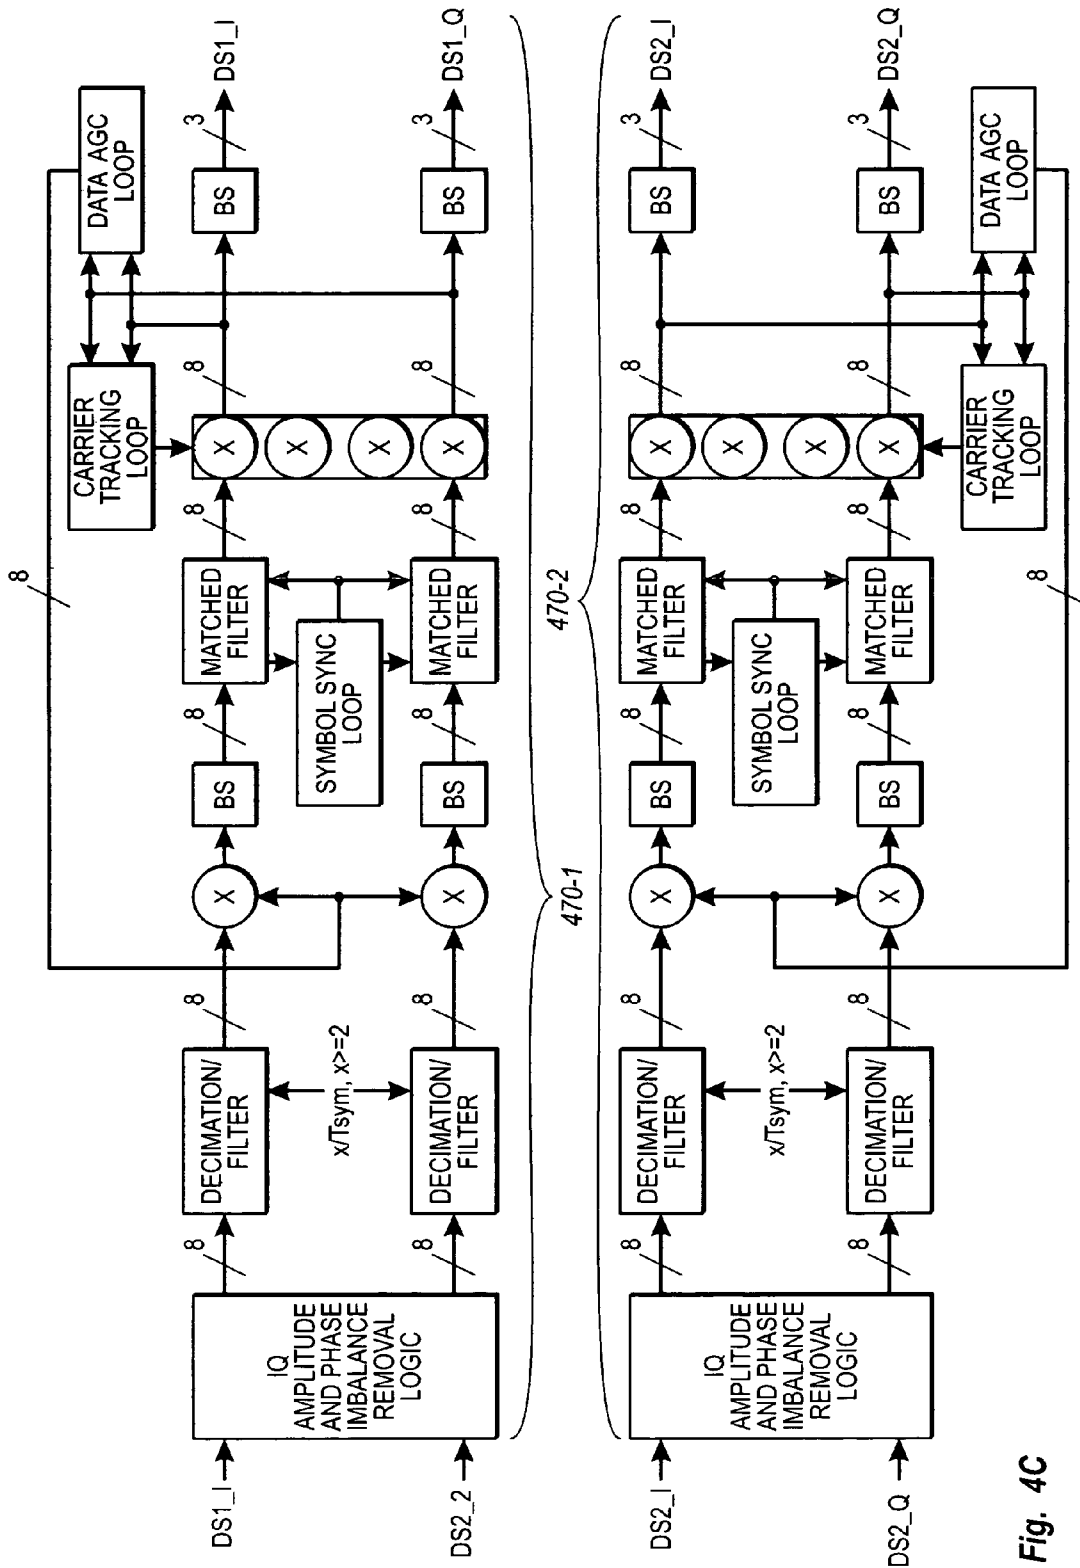 DS1_I
DS2_2
IQ
AMPLITUDE
AND PHASE
IMBALANCE
REMOVAL
LOGIC
8
8
DECIMATION/
FILTER
x/Tsym, x>=2
DECIMATION/
FILTER
8
8
X
X
BS
BS
8
8
MATCHED
FILTER
SYMBOL SYNC
LOOP
MATCHED
FILTER
8
8
8
CARRIER
TRACKING
LOOP
X
X
X
X
8
8
DATA AGC
LOOP
BS
BS
3
3
DS1_I
DS1_Q
470-1
470-2
DS2_I
DS2_Q
IQ
AMPLITUDE
AND PHASE
IMBALANCE
REMOVAL
LOGIC
8
8
DECIMATION/
FILTER
x/Tsym, x>=2
DECIMATION/
FILTER
8
8
X
X
BS
BS
8
8
MATCHED
FILTER
SYMBOL SYNC
LOOP
MATCHED
FILTER
8
8
8
X
X
X
X
CARRIER
TRACKING
LOOP
8
8
DATA AGC
LOOP
BS
BS
3
3
DS2_I
DS2_Q
Fig. 4C